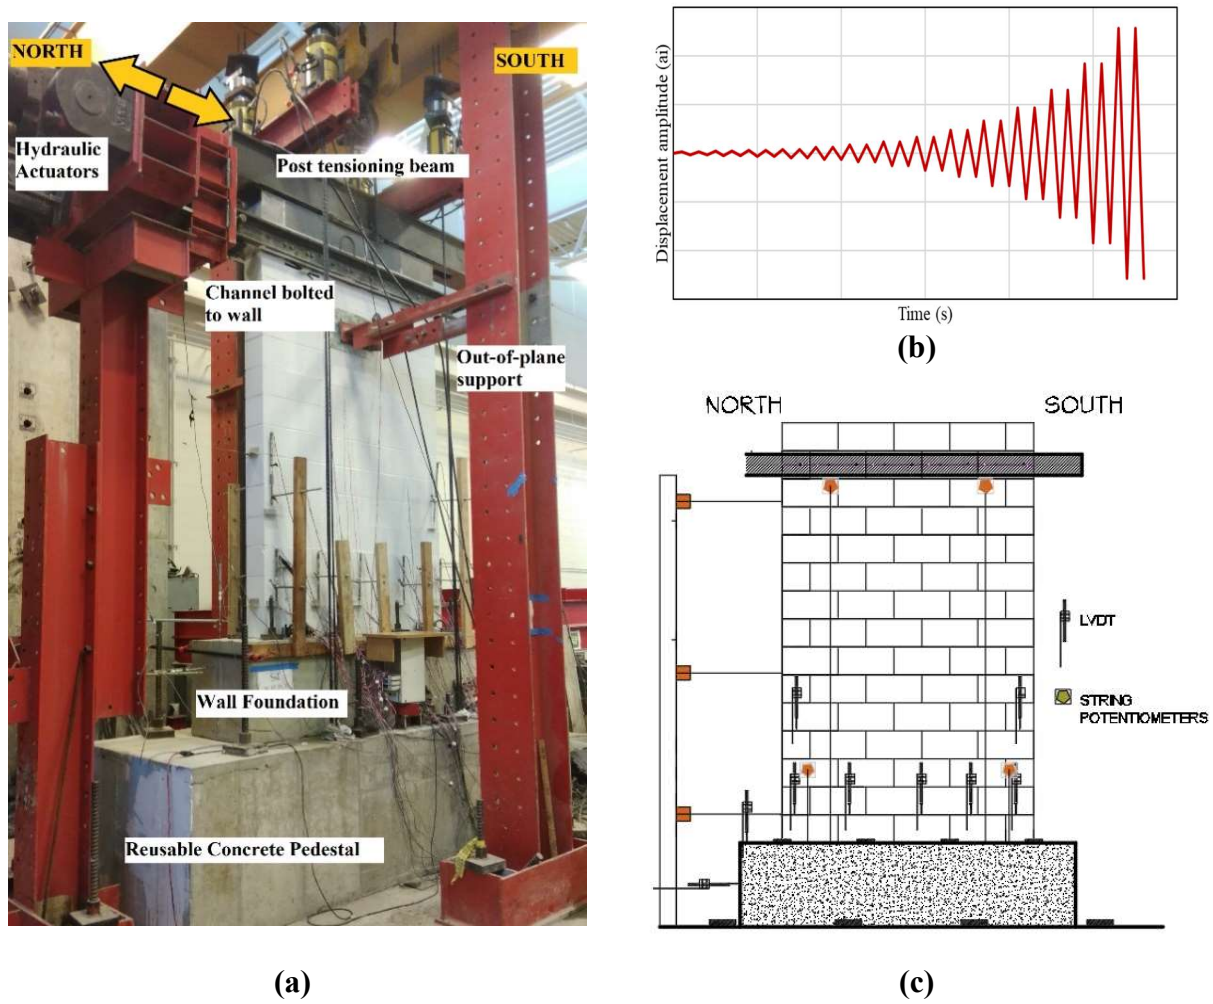 NORTH
SOUTH
Hydraulic
Actuators
Post tensioning beam
Channel bolted
to wall
Out-of-plane
support
Wall Foundation
Reusable Concrete Pedestal
(a)
Displacement amplitude (ai)
Time (s)
(b)
NORTH
SOUTH
LVDT
STRING
POTENTIOMETERS
(c)